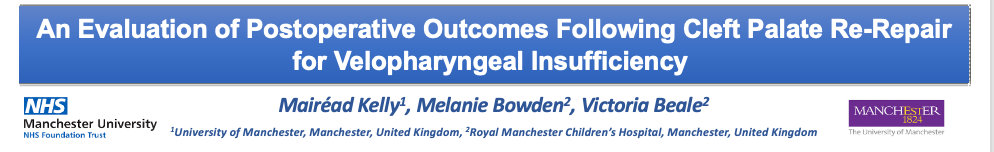 An Evaluation of Postoperative Outcomes Following Cleft Palate Re-Repair
for Velopharyngeal Insufficiency
NHS
Manchester University
NHS Foundation Trust
Mairéad Kelly¹, Melanie Bowden², Victoria Beale²
¹University of Manchester, Manchester, United Kingdom, ²Royal Manchester Children's Hospital, Manchester, United Kingdom
MANCHESTER
1824
The University of Manchester